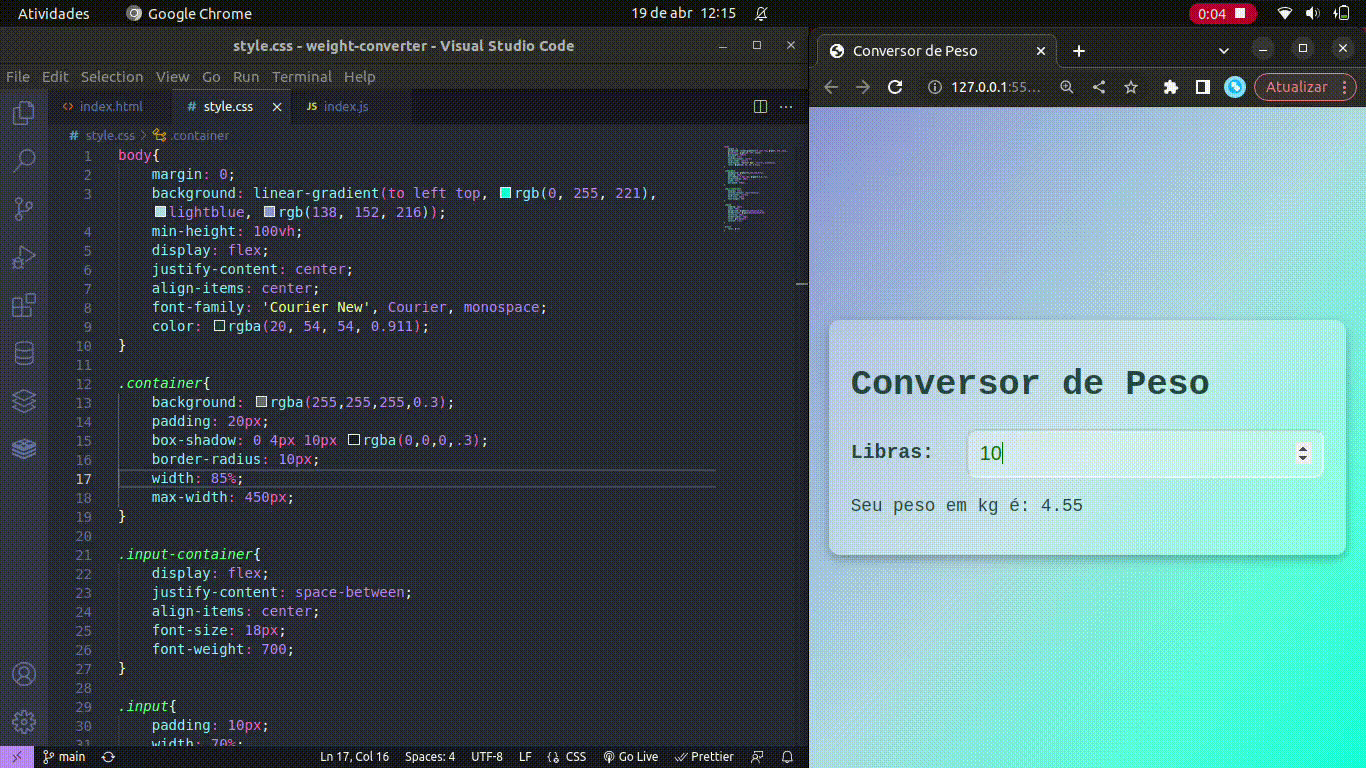 Atividades Google Chrome 19 de abr 12:15 0:04
style.css - weight-converter - Visual Studio Code
File Edit Selection View Go Run Terminal Help
index.html # style.css JS index.js
# style.css > .container
1 body{
2 margin: 0;
3 background: linear-gradient(to left top, rgb(0, 255, 221),
lightblue, rgb(138, 152, 216));
4 min-height: 100vh;
5 display: flex;
6 justify-content: center;
7 align-items: center;
8 font-family: 'Courier New', Courier, monospace;
9 color: rgba(20, 54, 54, 0.911);
10 }
11
12 .container{
13 background: rgba(255,255,255,0.3);
14 padding: 20px;
15 box-shadow: 0 4px 10px rgba(0,0,0,.3);
16 border-radius: 10px;
17 width: 85%;
18 max-width: 450px;
19 }
20
21 .input-container{
22 display: flex;
23 justify-content: space-between;
24 align-items: center;
25 font-size: 18px;
26 font-weight: 700;
27 }
28
29 .input{
30 padding: 10px;
31 width: 70%;
main Ln 17, Col 16 Spaces: 4 UTF-8 LF CSS Go Live Prettier
Conversor de Peso
127.0.0.1:55… Atualizar
Conversor de Peso
Libras: 10
Seu peso em kg é: 4.55